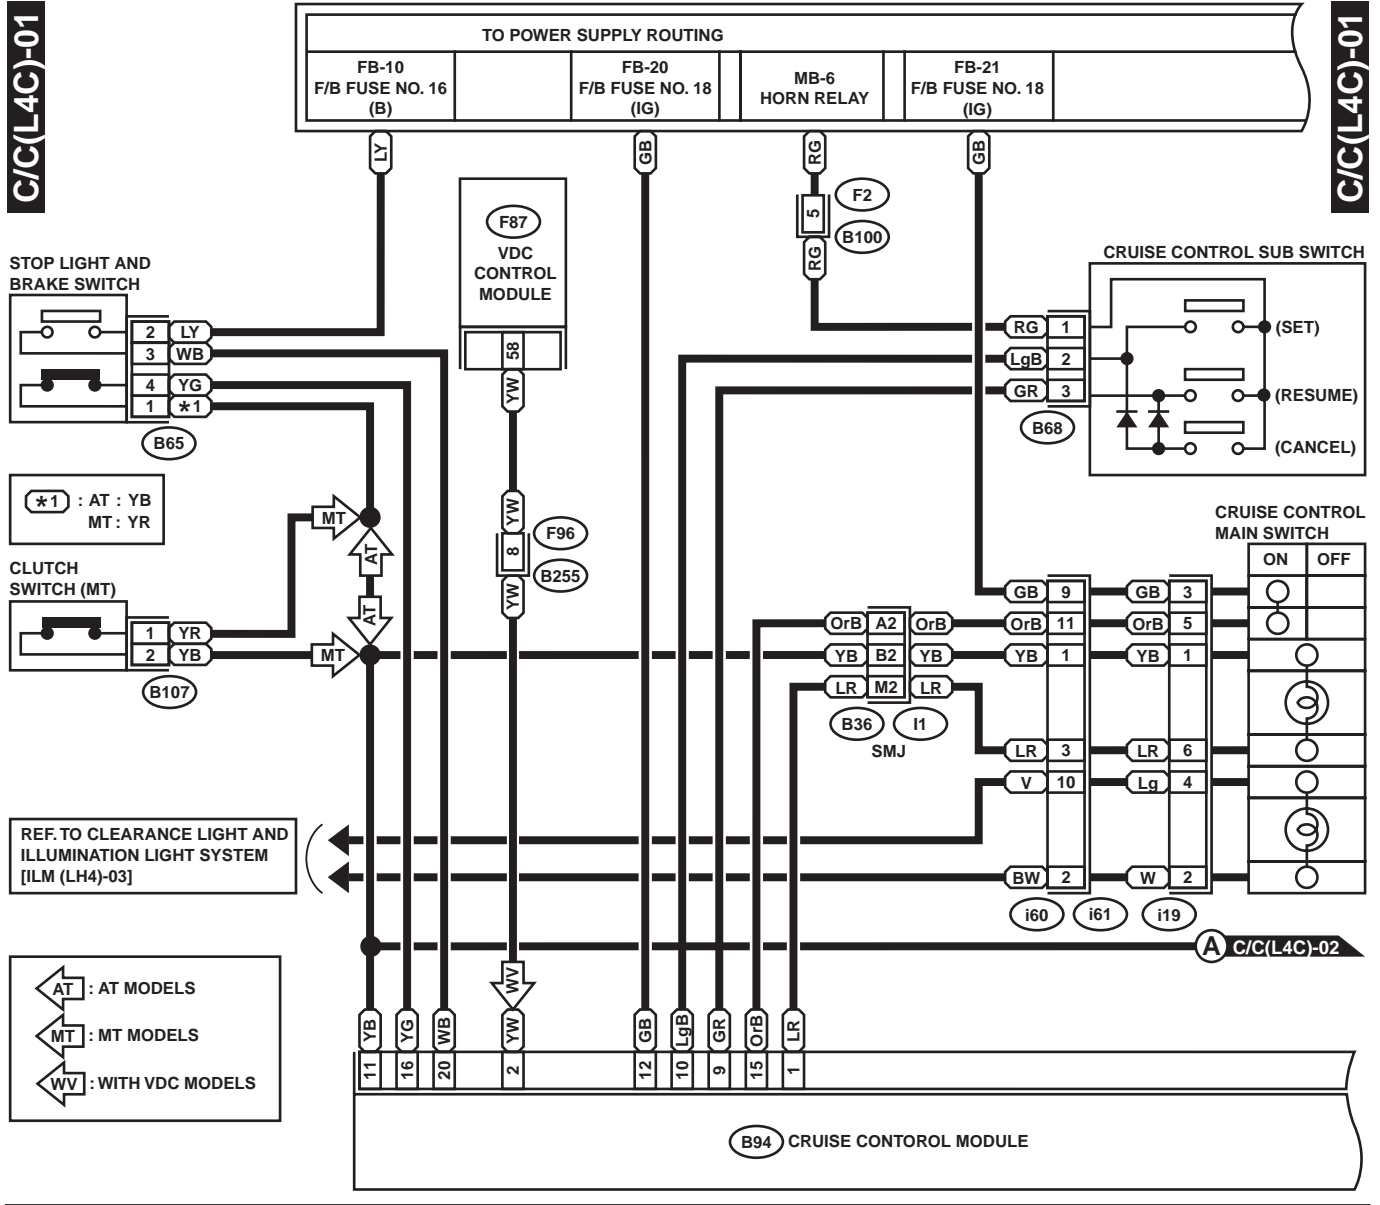 C/C(L4C)-01
C/C(L4C)-01
TO POWER SUPPLY ROUTING
FB-10
F/B FUSE NO. 16
(B)
FB-20
F/B FUSE NO. 18
(IG)
MB-6
HORN RELAY
FB-21
F/B FUSE NO. 18
(IG)
LY
GB
RG
GB
5
F2
B100
RG
F87
VDC
CONTROL
MODULE
58
YW
YW
8
F96
B255
YW
STOP LIGHT AND
BRAKE SWITCH
2 LY
3 WB
4 YG
1 *1
B65
*1 : AT : YB
MT : YR
CLUTCH
SWITCH (MT)
1 YR
2 YB
B107
MT
AT
AT
MT
CRUISE CONTROL SUB SWITCH
RG 1
LgB 2
GR 3
B68
(SET)
(RESUME)
(CANCEL)
CRUISE CONTROL
MAIN SWITCH
ON OFF
GB 9 GB 3
OrB A2 OrB OrB 11 OrB 5
YB B2 YB YB 1 YB 1
LR M2 LR
B36 I1
SMJ
LR 3 LR 6
V 10 Lg 4
BW 2 W 2
i60 i61 i19
REF. TO CLEARANCE LIGHT AND
ILLUMINATION LIGHT SYSTEM
[ILM (LH4)-03]
A C/C(L4C)-02
AT : AT MODELS
MT : MT MODELS
WV : WITH VDC MODELS
WV
YB YG WB YW GB LgB GR OrB LR
11 16 20 2 12 10 9 15 1
B94 CRUISE CONTOROL MODULE